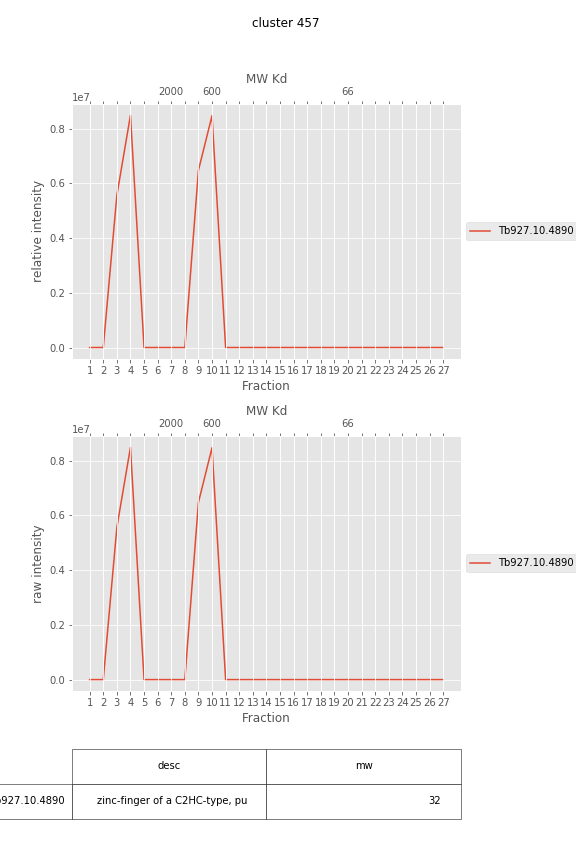 cluster 457
MW Kd
2000 600 66
1e7
0.8
0.6
0.4
0.2
0.0
relative intensity
Tb927.10.4890
1 2 3 4 5 6 7 8 9 10 11 12 13 14 15 16 17 18 19 20 21 22 23 24 25 26 27
Fraction
MW Kd
2000 600 66
1e7
0.8
0.6
0.4
0.2
0.0
raw intensity
Tb927.10.4890
1 2 3 4 5 6 7 8 9 10 11 12 13 14 15 16 17 18 19 20 21 22 23 24 25 26 27
Fraction
desc mw
927.10.4890 zinc-finger of a C2HC-type, pu 32